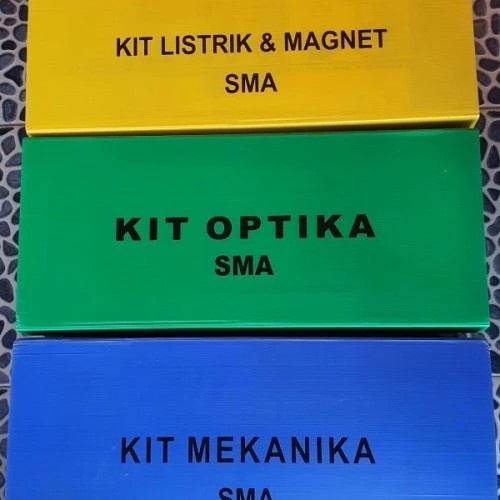 KIT LISTRIK & MAGNET
SMA
KIT OPTIKA
SMA
KIT MEKANIKA
SMA